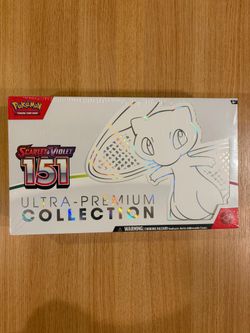 POKÉMON
SCARLET & VIOLET
151
ULTRA-PREMIUM
COLLECTION
WARNING: